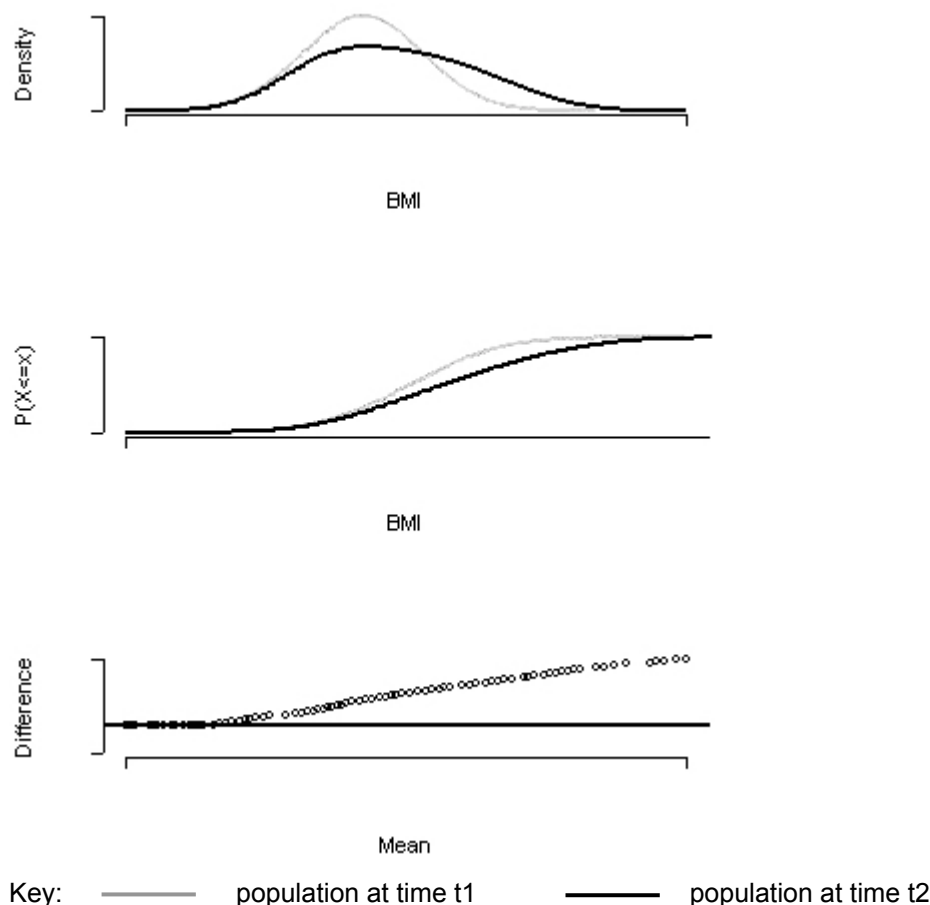 Density
BMI
P(X<=x)
BMI
Difference
Mean
Key: population at time t1 population at time t2